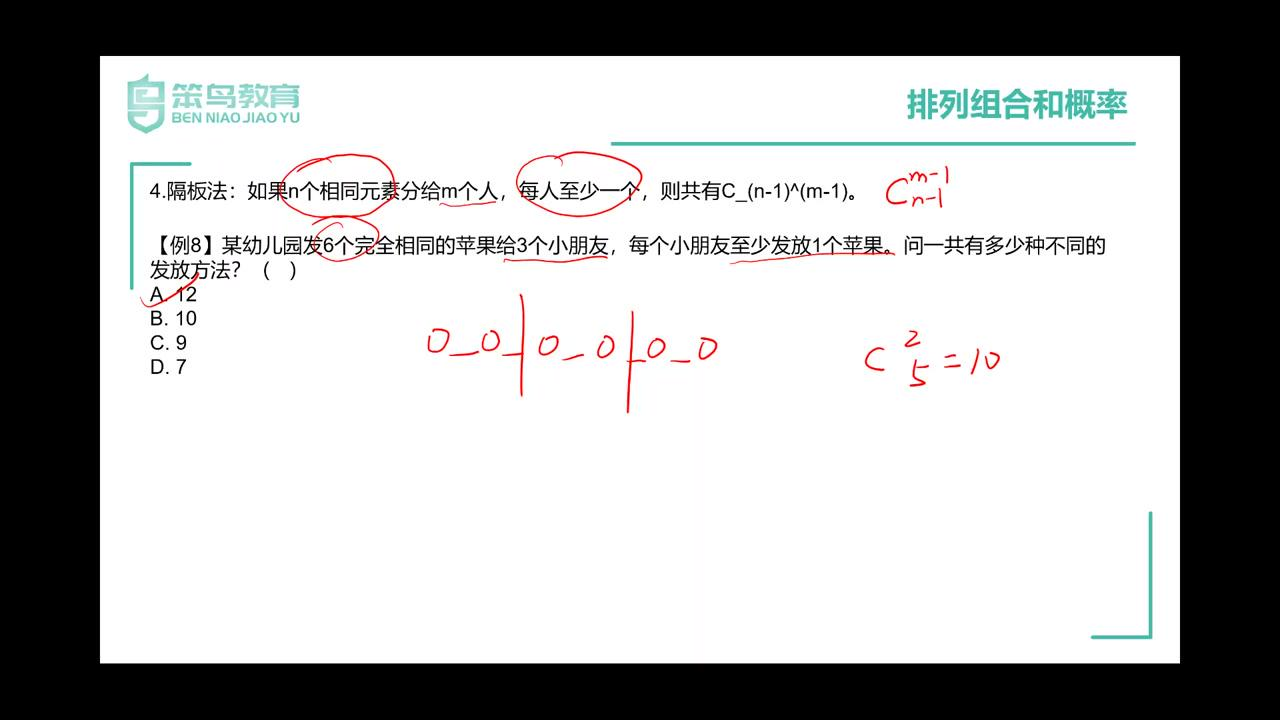 笨鸟教育
BEN NIAO JIAO YU
排列组合和概率
4.隔板法：如果n个相同元素分给m个人，每人至少一个，则共有C_(n-1)^(m-1)。 C_{n-1}^{m-1}
【例8】某幼儿园发6个完全相同的苹果给3个小朋友，每个小朋友至少发放1个苹果。问一共有多少种不同的
发放方法？（ ）
A. 12
B. 10
C. 9
D. 7
0_0_|0_0|_0_0
C_5^2=10